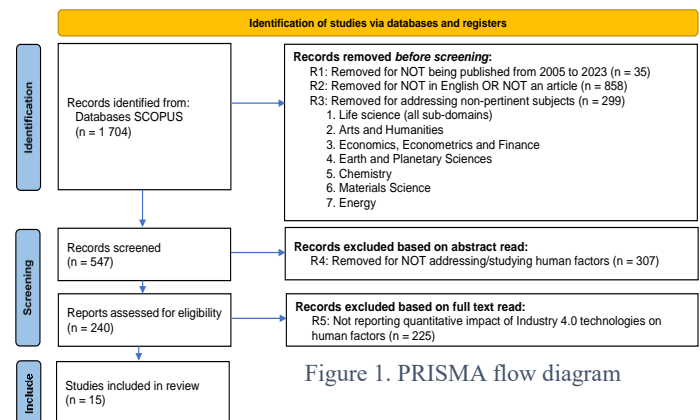 Identification of studies via databases and registers
Identification
Records identified from:
Databases SCOPUS
(n = 1 704)
Records removed before screening:
R1: Removed for NOT being published from 2005 to 2023 (n = 35)
R2: Removed for NOT in English OR NOT an article (n = 858)
R3: Removed for addressing non-pertinent subjects (n = 299)
1. Life science (all sub-domains)
2. Arts and Humanities
3. Economics, Econometrics and Finance
4. Earth and Planetary Sciences
5. Chemistry
6. Materials Science
7. Energy
Screening
Records screened
(n = 547)
Records excluded based on abstract read:
R4: Removed for NOT addressing/studying human factors (n = 307)
Reports assessed for eligibility
(n = 240)
Records excluded based on full text read:
R5: Not reporting quantitative impact of Industry 4.0 technologies on
human factors (n = 225)
Include
Studies included in review
(n = 15)
Figure 1. PRISMA flow diagram